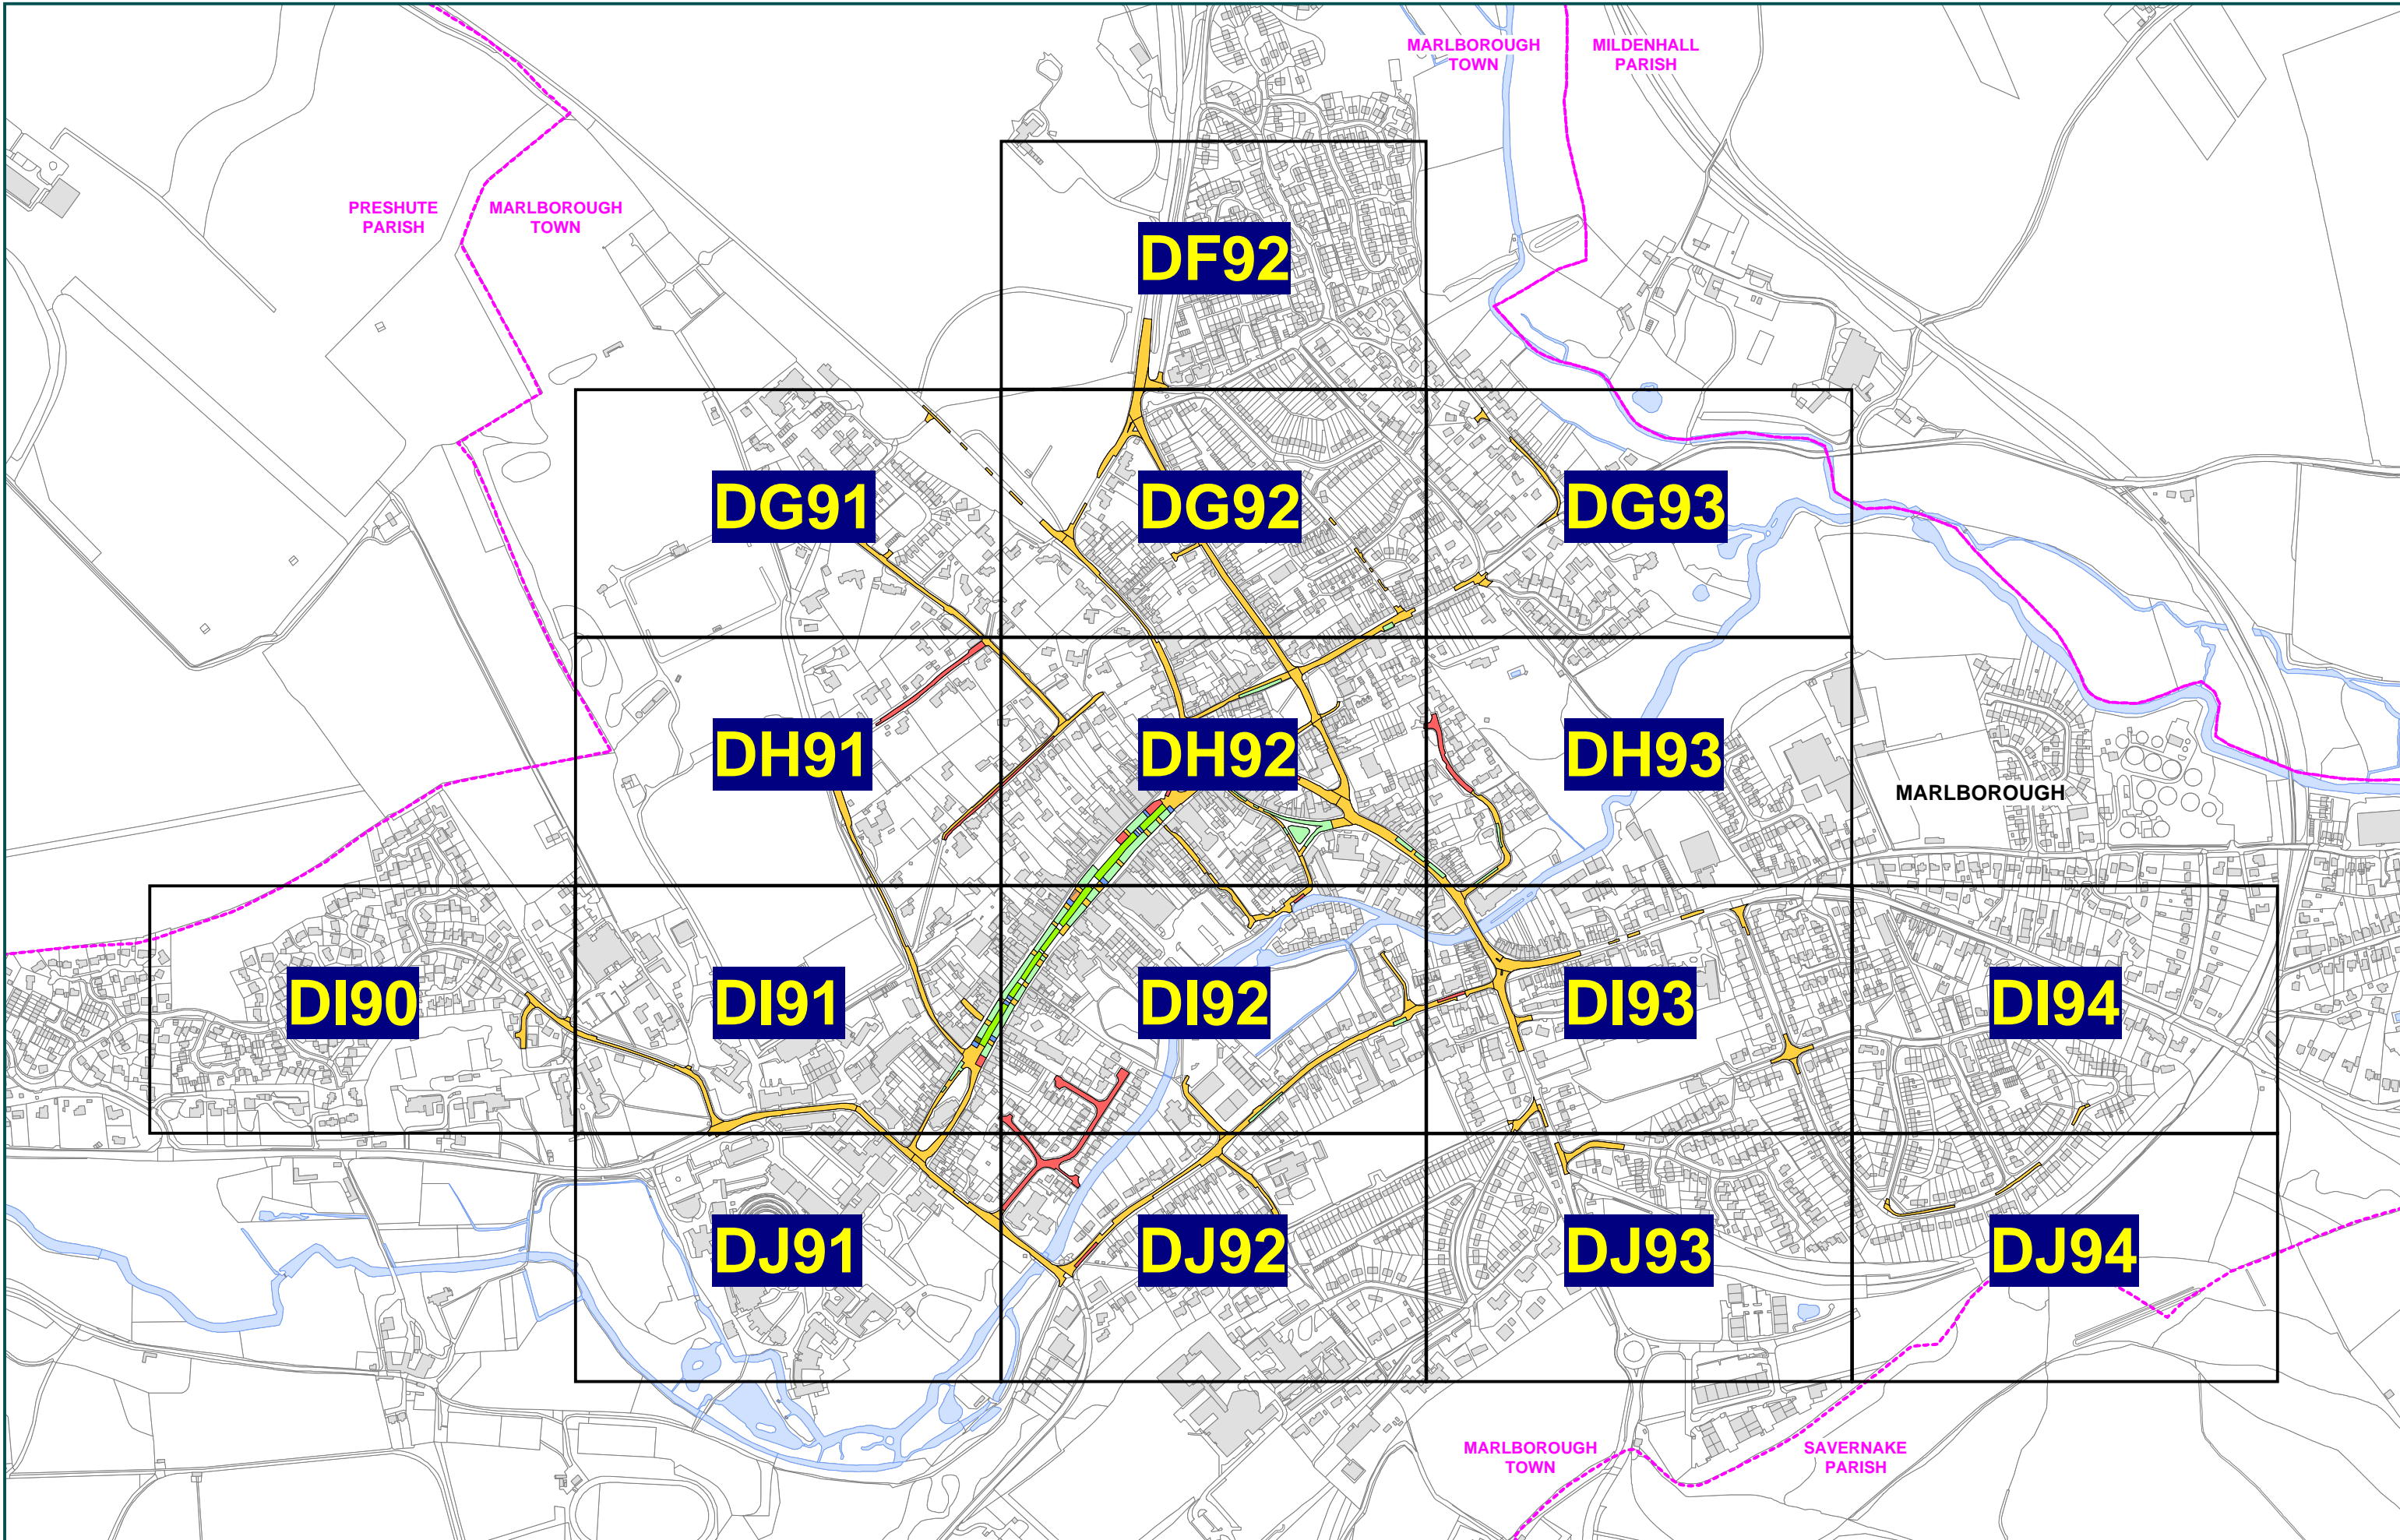 MARLBOROUGH
TOWN
MILDENHALL
PARISH
PRESHUTE
PARISH
MARLBOROUGH
TOWN
DF92
DG91
DG92
DG93
DH91
DH92
DH93
MARLBOROUGH
DI90
DI91
DI92
DI93
DI94
DJ91
DJ92
DJ93
DJ94
MARLBOROUGH
TOWN
SAVERNAKE
PARISH